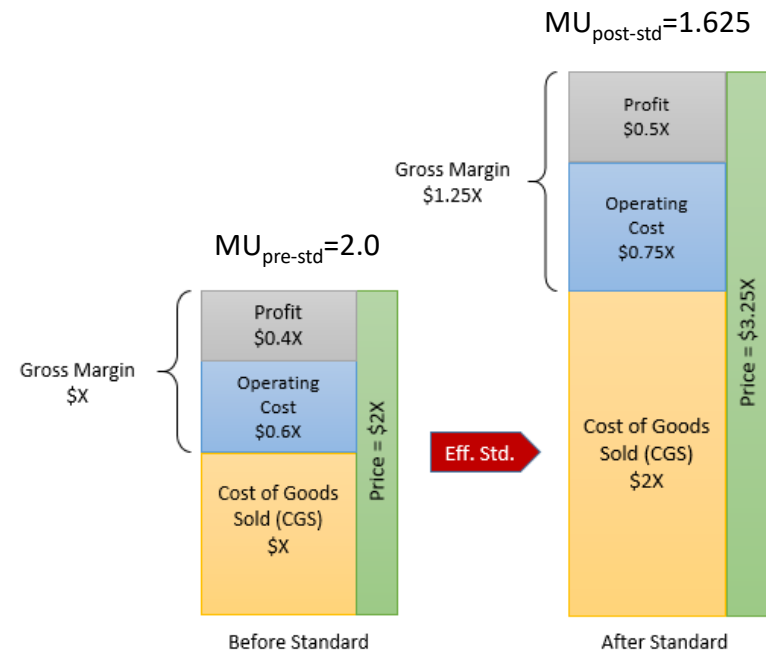 MUpost-std=1.625
Profit
$0.5X
Gross Margin
$1.25X
Operating
Cost
$0.75X
MUpre-std=2.0
Profit
$0.4X
Gross Margin
$X
Operating
Cost
$0.6X
Price = $2X
Price = $3.25X
Eff. Std.
Cost of Goods
Sold (CGS)
$2X
Cost of Goods
Sold (CGS)
$X
Before Standard
After Standard